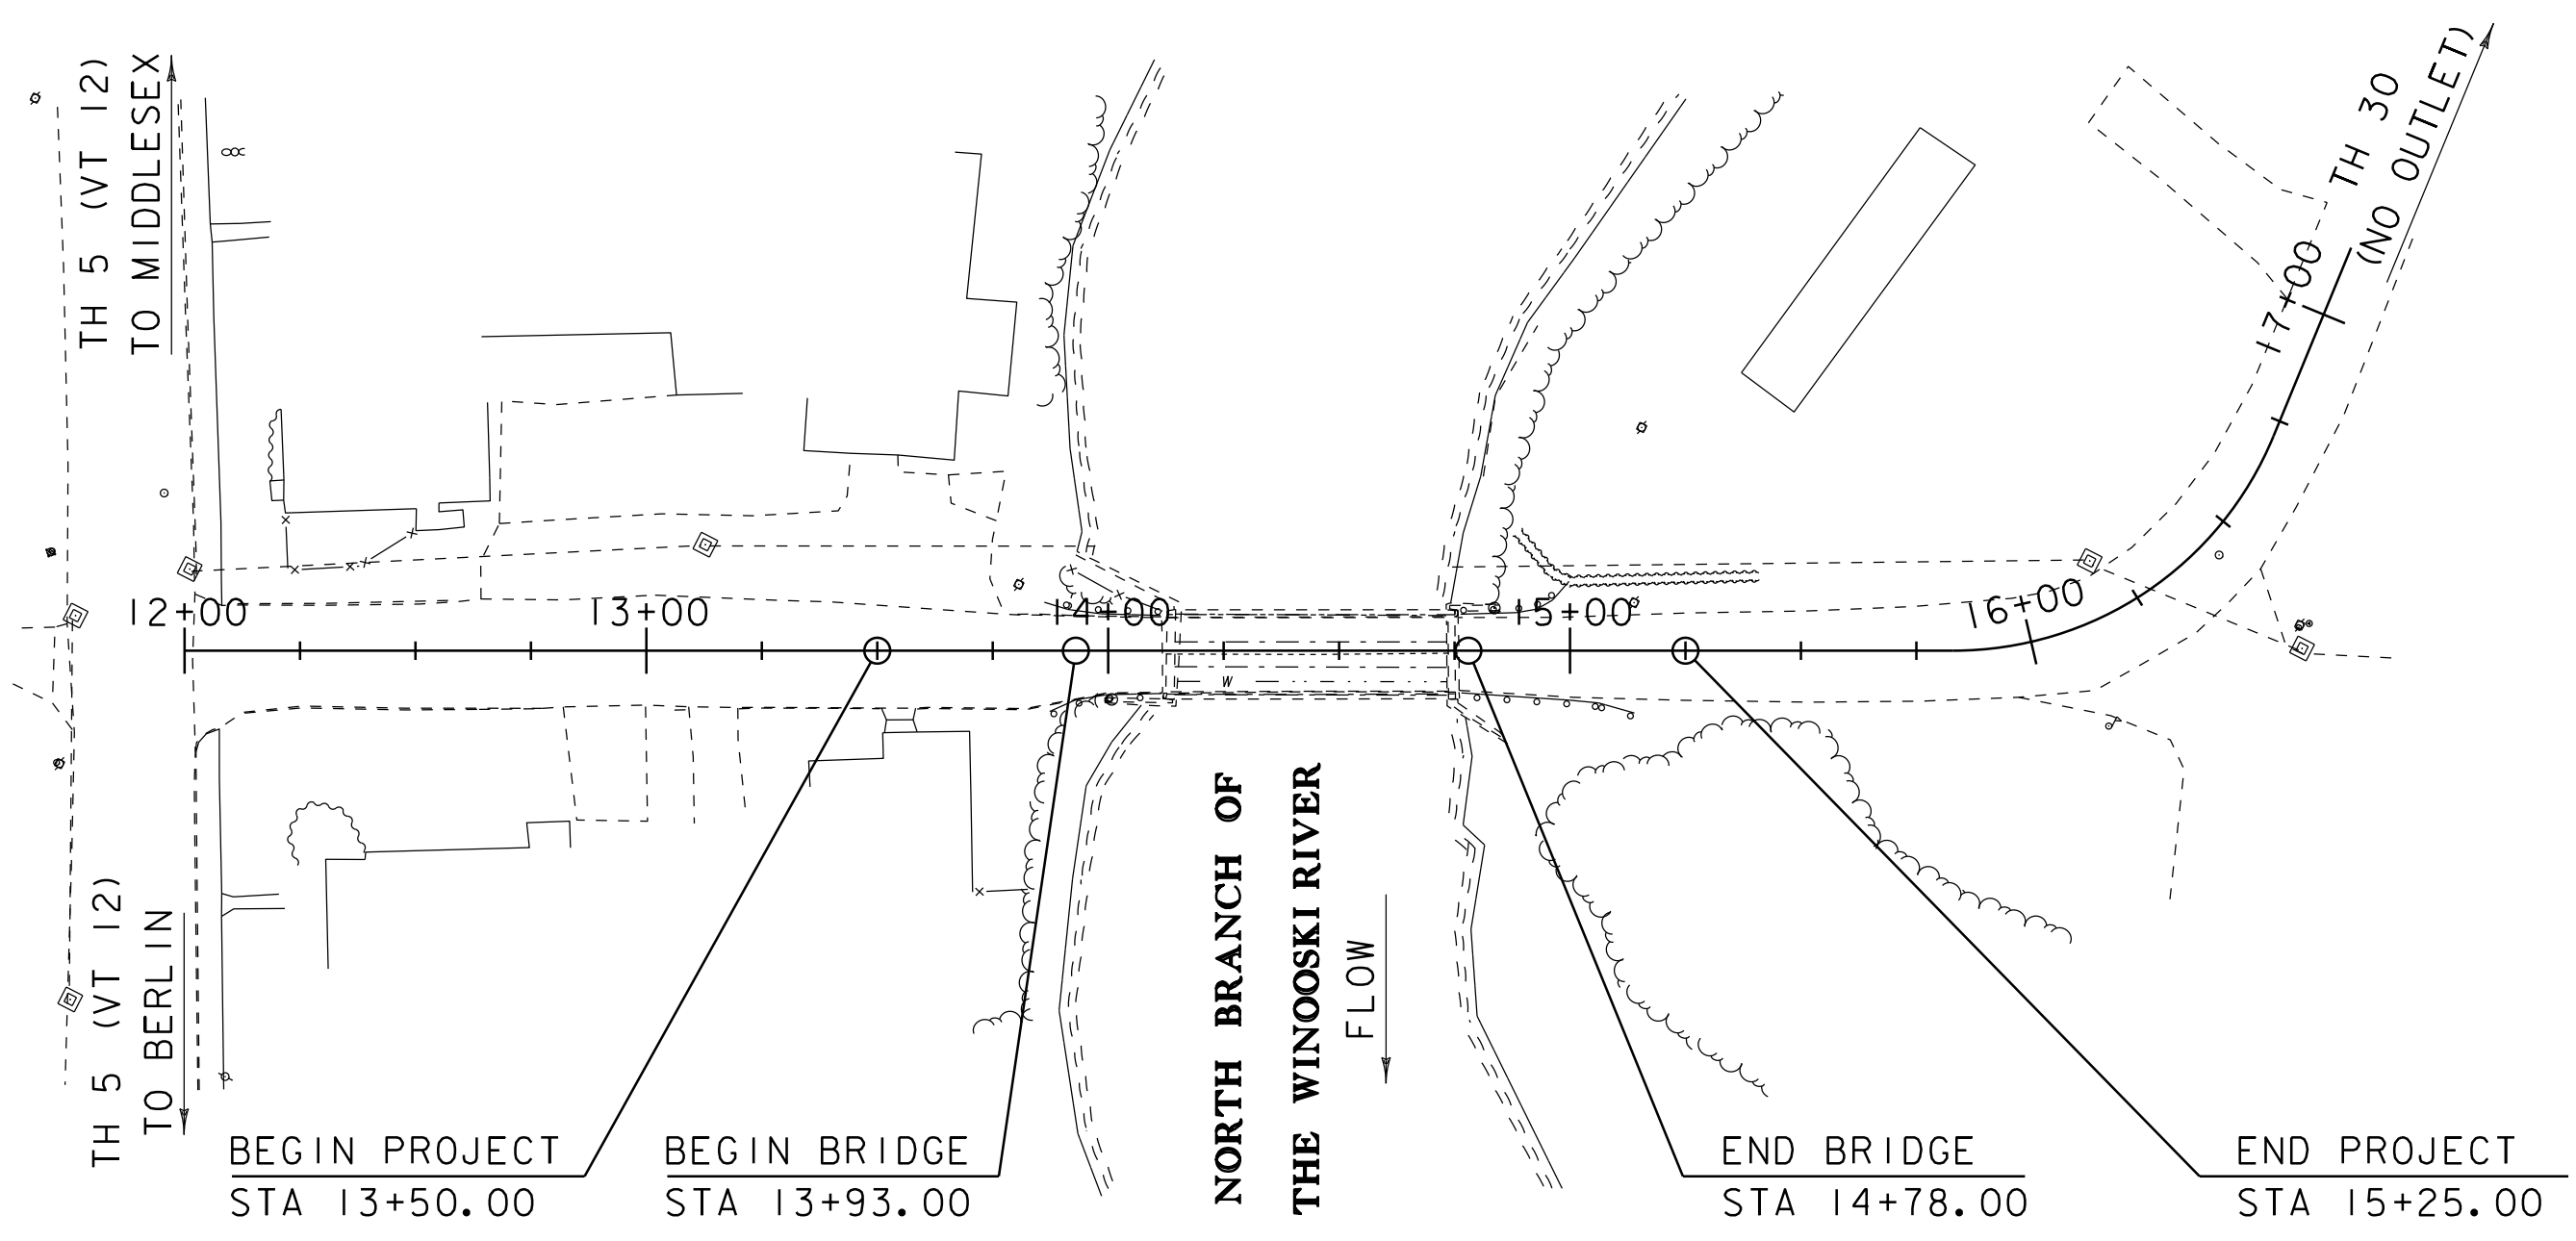 TH 5 (VT 12)
TO MIDDLESEX
TH 30
(NO OUTLET)
12+00
13+00
14+00
15+00
16+00
17+00
W
TH 5 (VT 12)
TO BERLIN
NORTH BRANCH OF
THE WINOOSKI RIVER
FLOW
BEGIN PROJECT
STA 13+50.00
BEGIN BRIDGE
STA 13+93.00
END BRIDGE
STA 14+78.00
END PROJECT
STA 15+25.00